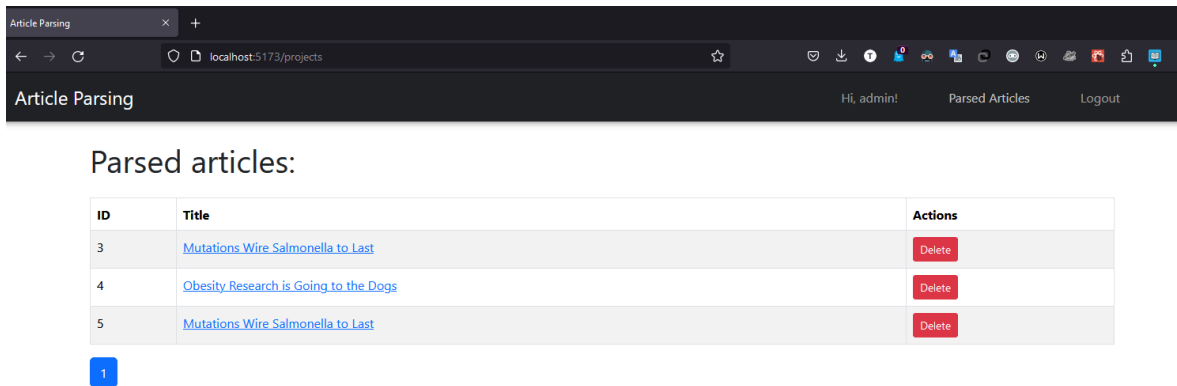 Article Parsing
localhost:5173/projects
0
Article Parsing Hi, admin! Parsed Articles Logout
Parsed articles:
ID Title Actions
3 Mutations Wire Salmonella to Last Delete
4 Obesity Research is Going to the Dogs Delete
5 Mutations Wire Salmonella to Last Delete
1